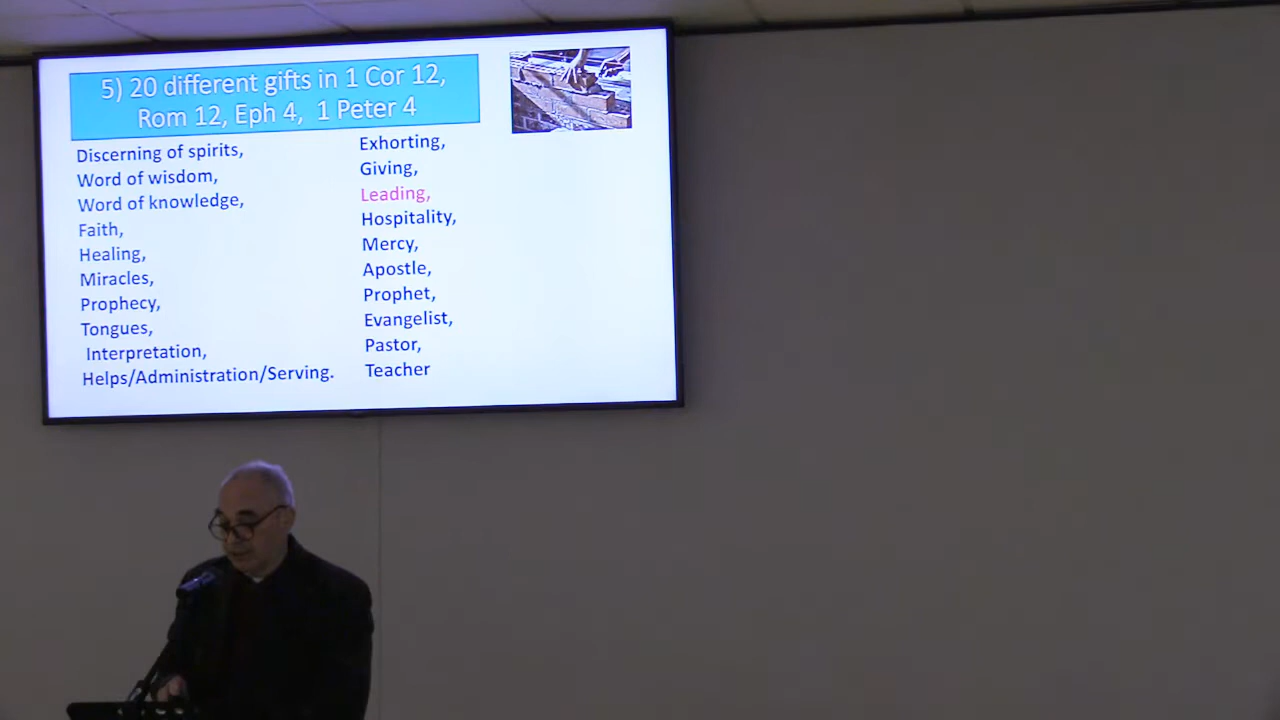 5) 20 different gifts in 1 Cor 12,
Rom 12, Eph 4, 1 Peter 4
Discerning of spirits,
Word of wisdom,
Word of knowledge,
Faith,
Healing,
Miracles,
Prophecy,
Tongues,
Interpretation,
Helps/Administration/Serving.
Exhorting,
Giving,
Leading,
Hospitality,
Mercy,
Apostle,
Prophet,
Evangelist,
Pastor,
Teacher